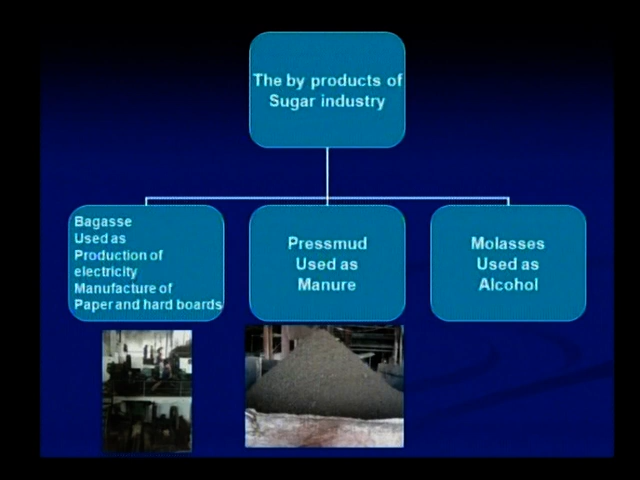 The by products of
Sugar industry
Bagasse
Used as
Production of
electricity
Manufacture of
Paper and hard boards
Pressmud
Used as
Manure
Molasses
Used as
Alcohol